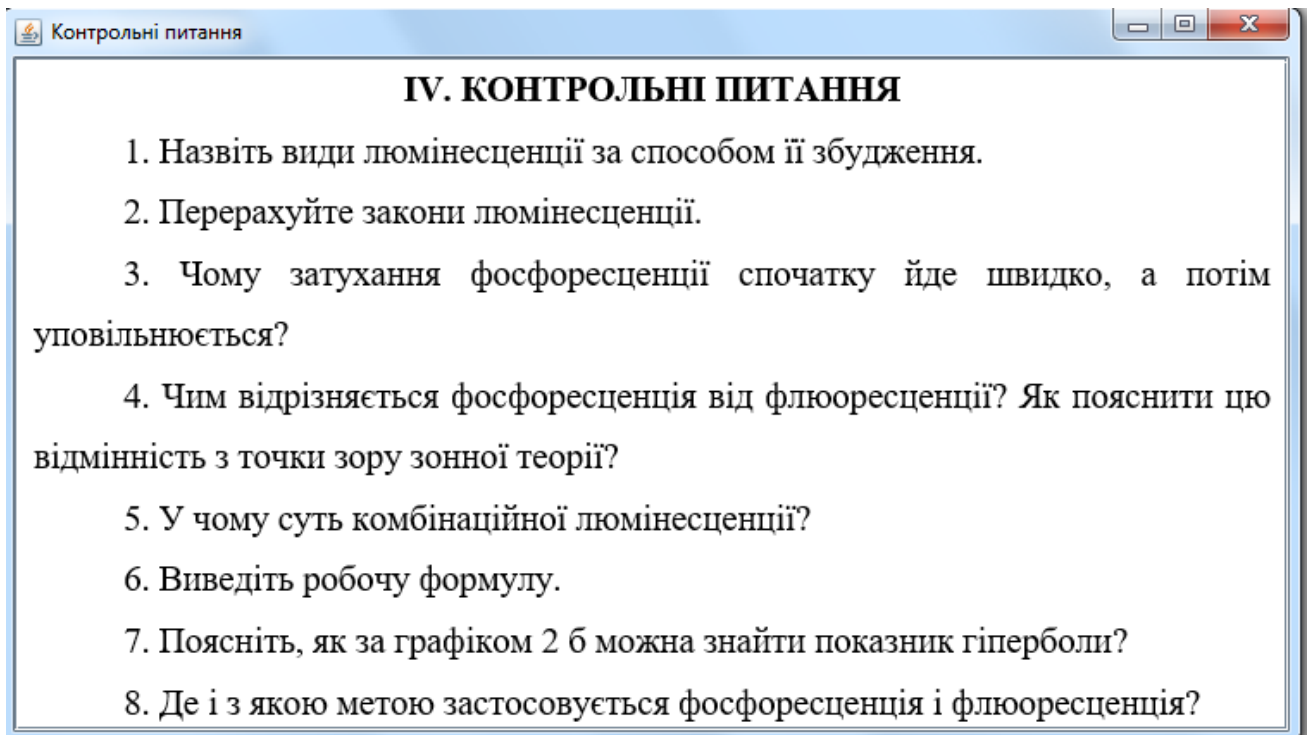 Контрольні питання
IV. КОНТРОЛЬНІ ПИТАННЯ
1. Назвіть види люмінесценції за способом її збудження.
2. Перерахуйте закони люмінесценції.
3. Чому затухання фосфоресценції спочатку йде швидко, а потім
уповільнюється?
4. Чим відрізняється фосфоресценція від флюоресценції? Як пояснити цю
відмінність з точки зору зонної теорії?
5. У чому суть комбінаційної люмінесценції?
6. Виведіть робочу формулу.
7. Поясніть, як за графіком 2 б можна знайти показник гіперболи?
8. Де і з якою метою застосовується фосфоресценція і флюоресценція?